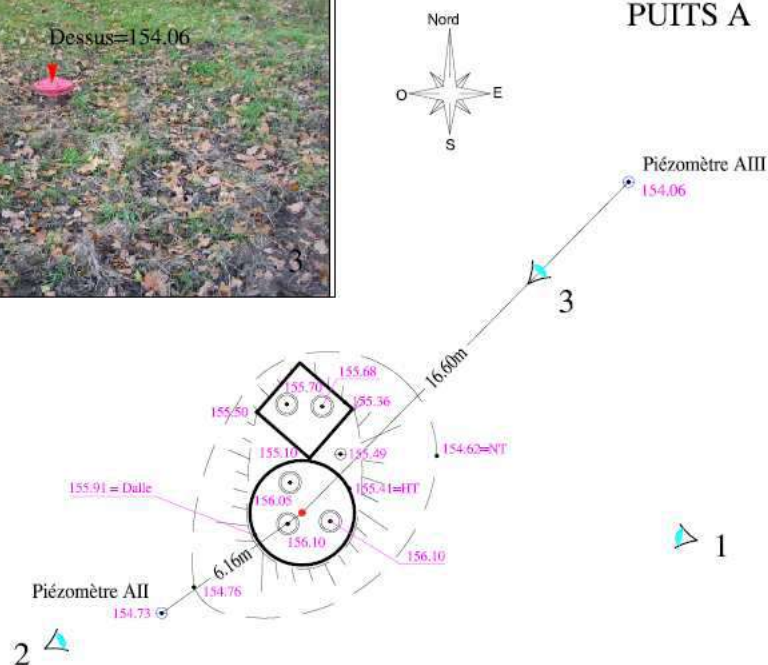 Dessus=154.06
3
PUITS A
Nord
O
E
S
Piézomètre AIII
154.06
3
16.60m
155.68
155.70
155.36
155.50
155.10
155.49
154.62=NT
155.91 = Dalle
156.05
155.41=HT
156.10
156.10
6.16m
154.76
Piézomètre AII
154.73
1
2